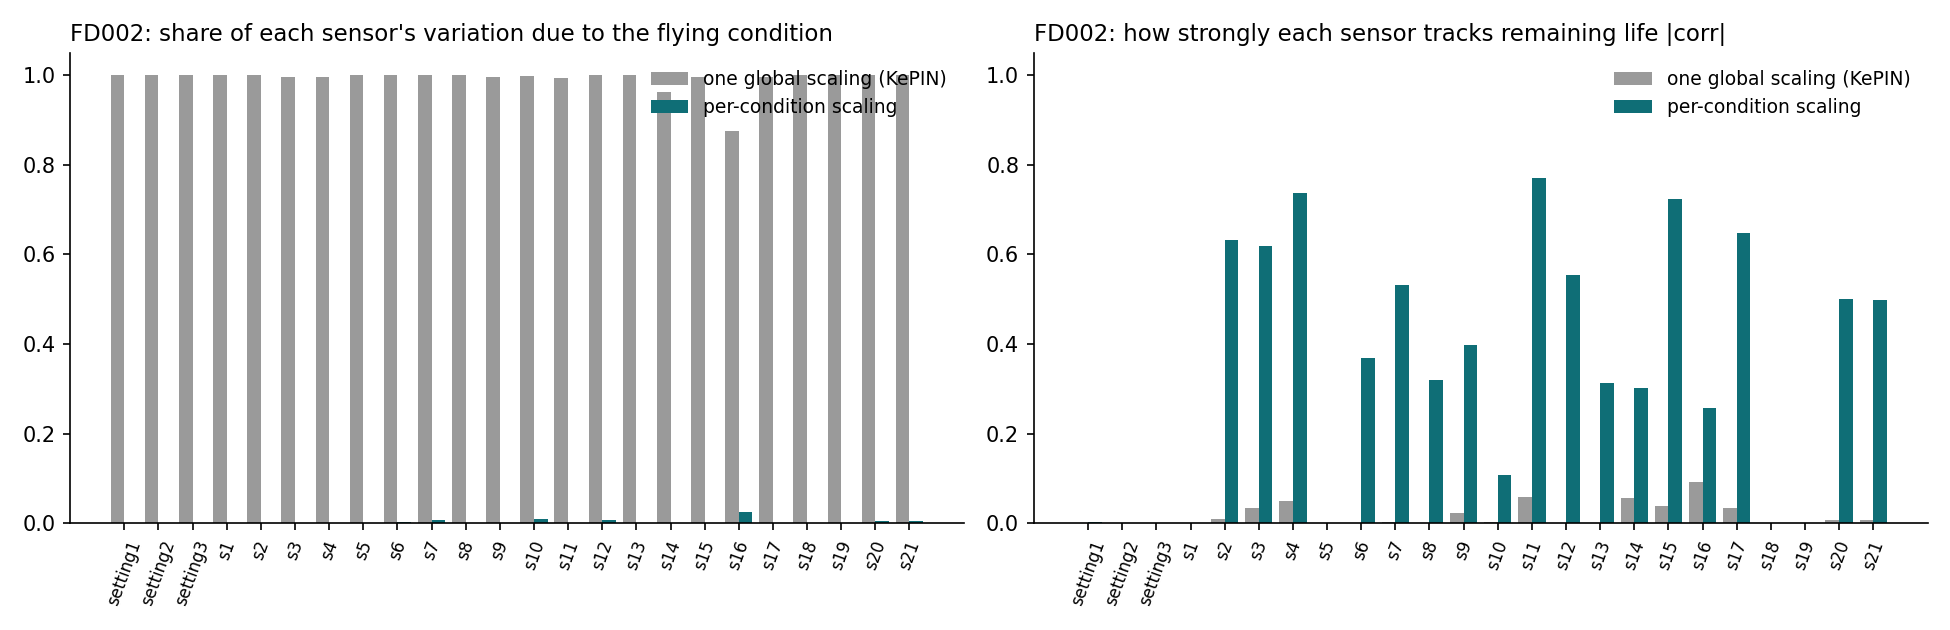 FD002: share of each sensor's variation due to the flying condition
1.0
0.8
0.6
0.4
0.2
0.0
one global scaling (KePIN)
per-condition scaling
setting1
setting2
setting3
s1
s2
s3
s4
s5
s6
s7
s8
s9
s10
s11
s12
s13
s14
s15
s16
s17
s18
s19
s20
s21
FD002: how strongly each sensor tracks remaining life |corr|
1.0
0.8
0.6
0.4
0.2
0.0
one global scaling (KePIN)
per-condition scaling
setting1
setting2
setting3
s1
s2
s3
s4
s5
s6
s7
s8
s9
s10
s11
s12
s13
s14
s15
s16
s17
s18
s19
s20
s21